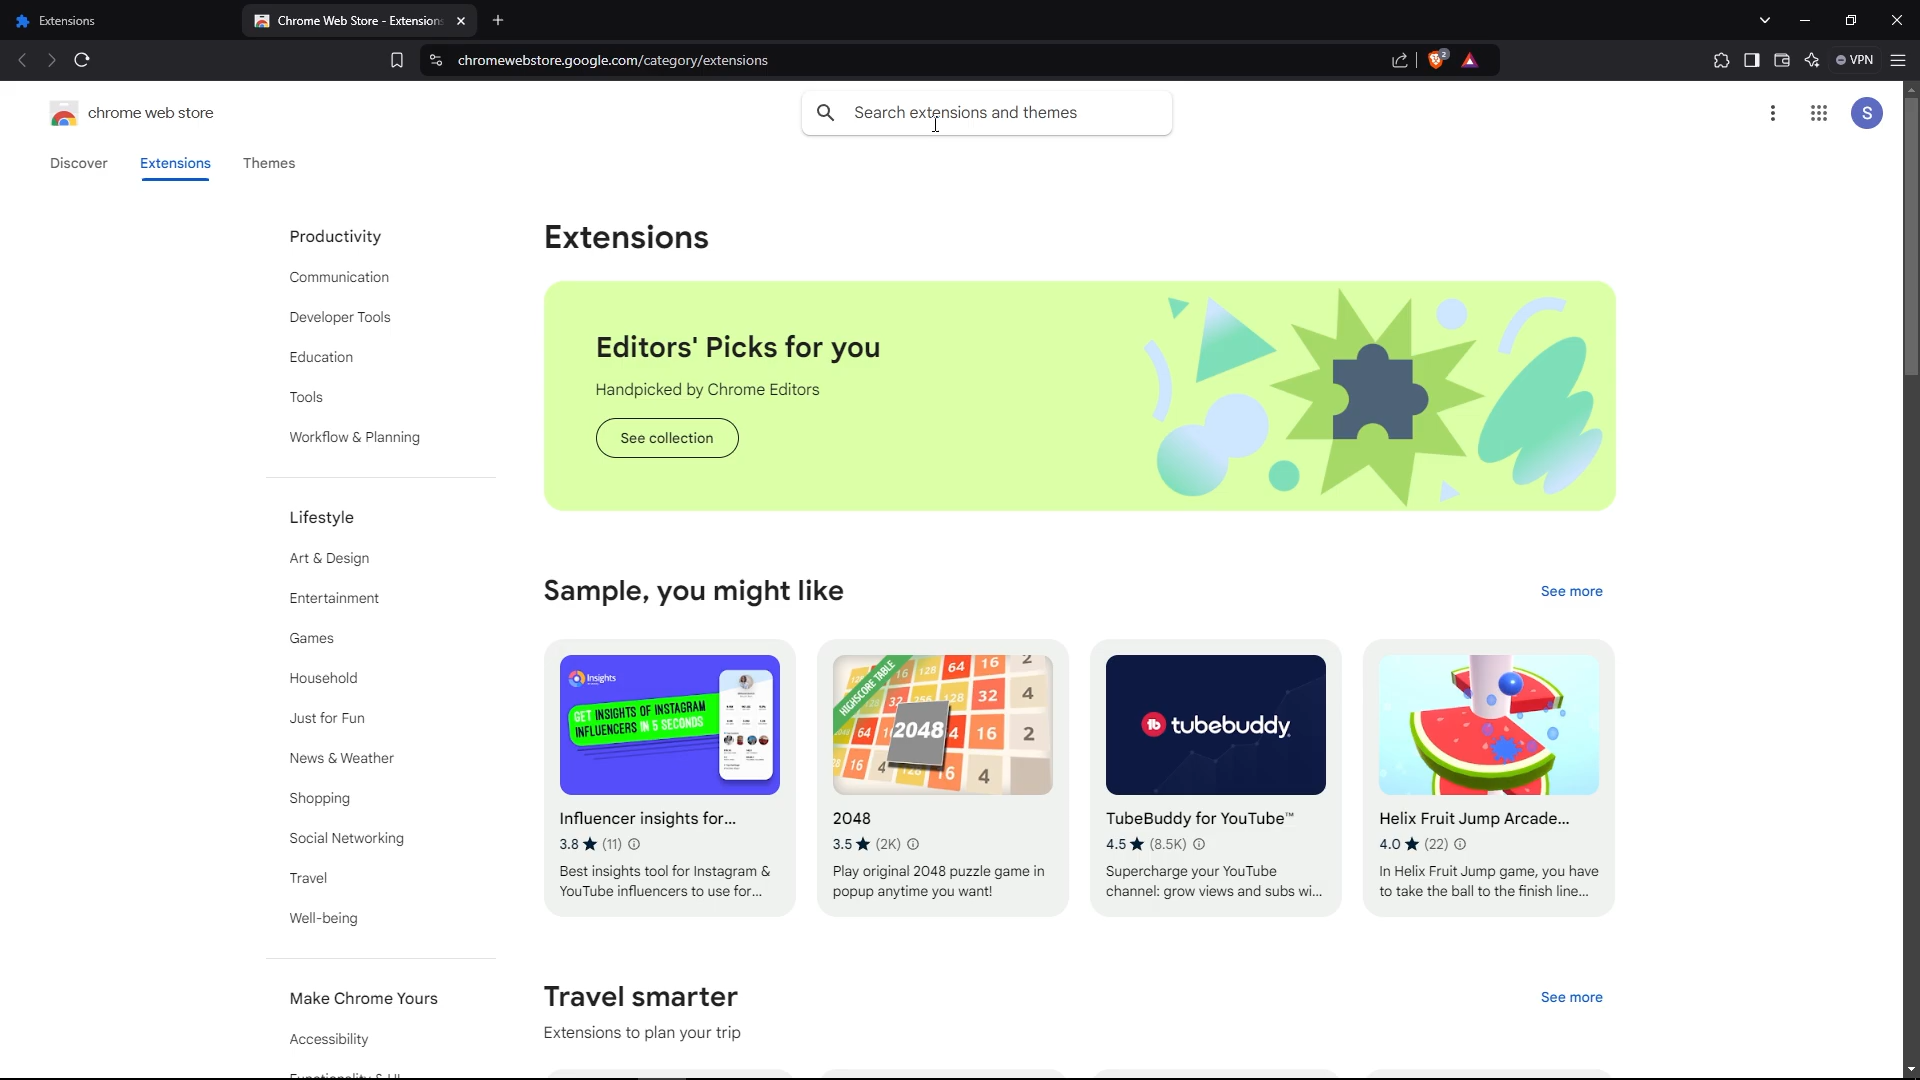 Extensions
Chrome Web Store - Extension
chromewebstore.google.com/category/extensions
2
VPN
chrome web store
Search extensions and themes
S
Discover
Extensions
Themes
Productivity
Communication
Developer Tools
Education
Tools
Workflow & Planning
Lifestyle
Art & Design
Entertainment
Games
Household
Just for Fun
News & Weather
Shopping
Social Networking
Travel
Well-being
Make Chrome Yours
Accessibility
Extensions
Editors' Picks for you
Handpicked by Chrome Editors
See collection
Sample, you might like
See more
Insights
GET INSIGHTS OF INSTAGRAM
INFLUENCERS IN 5 SECONDS
Influencer insights for...
3.8 (11)
Best insights tool for Instagram &
YouTube influencers to use for...
HIGHSCORE TABLE
2048
2048
3.5 (2K)
Play original 2048 puzzle game in
popup anytime you want!
tb tubebuddy
TubeBuddy for YouTube™
4.5 (8.5K)
Supercharge your YouTube
channel: grow views and subs wi...
Helix Fruit Jump Arcade...
4.0 (22)
In Helix Fruit Jump game, you have
to take the ball to the finish line...
Travel smarter
See more
Extensions to plan your trip